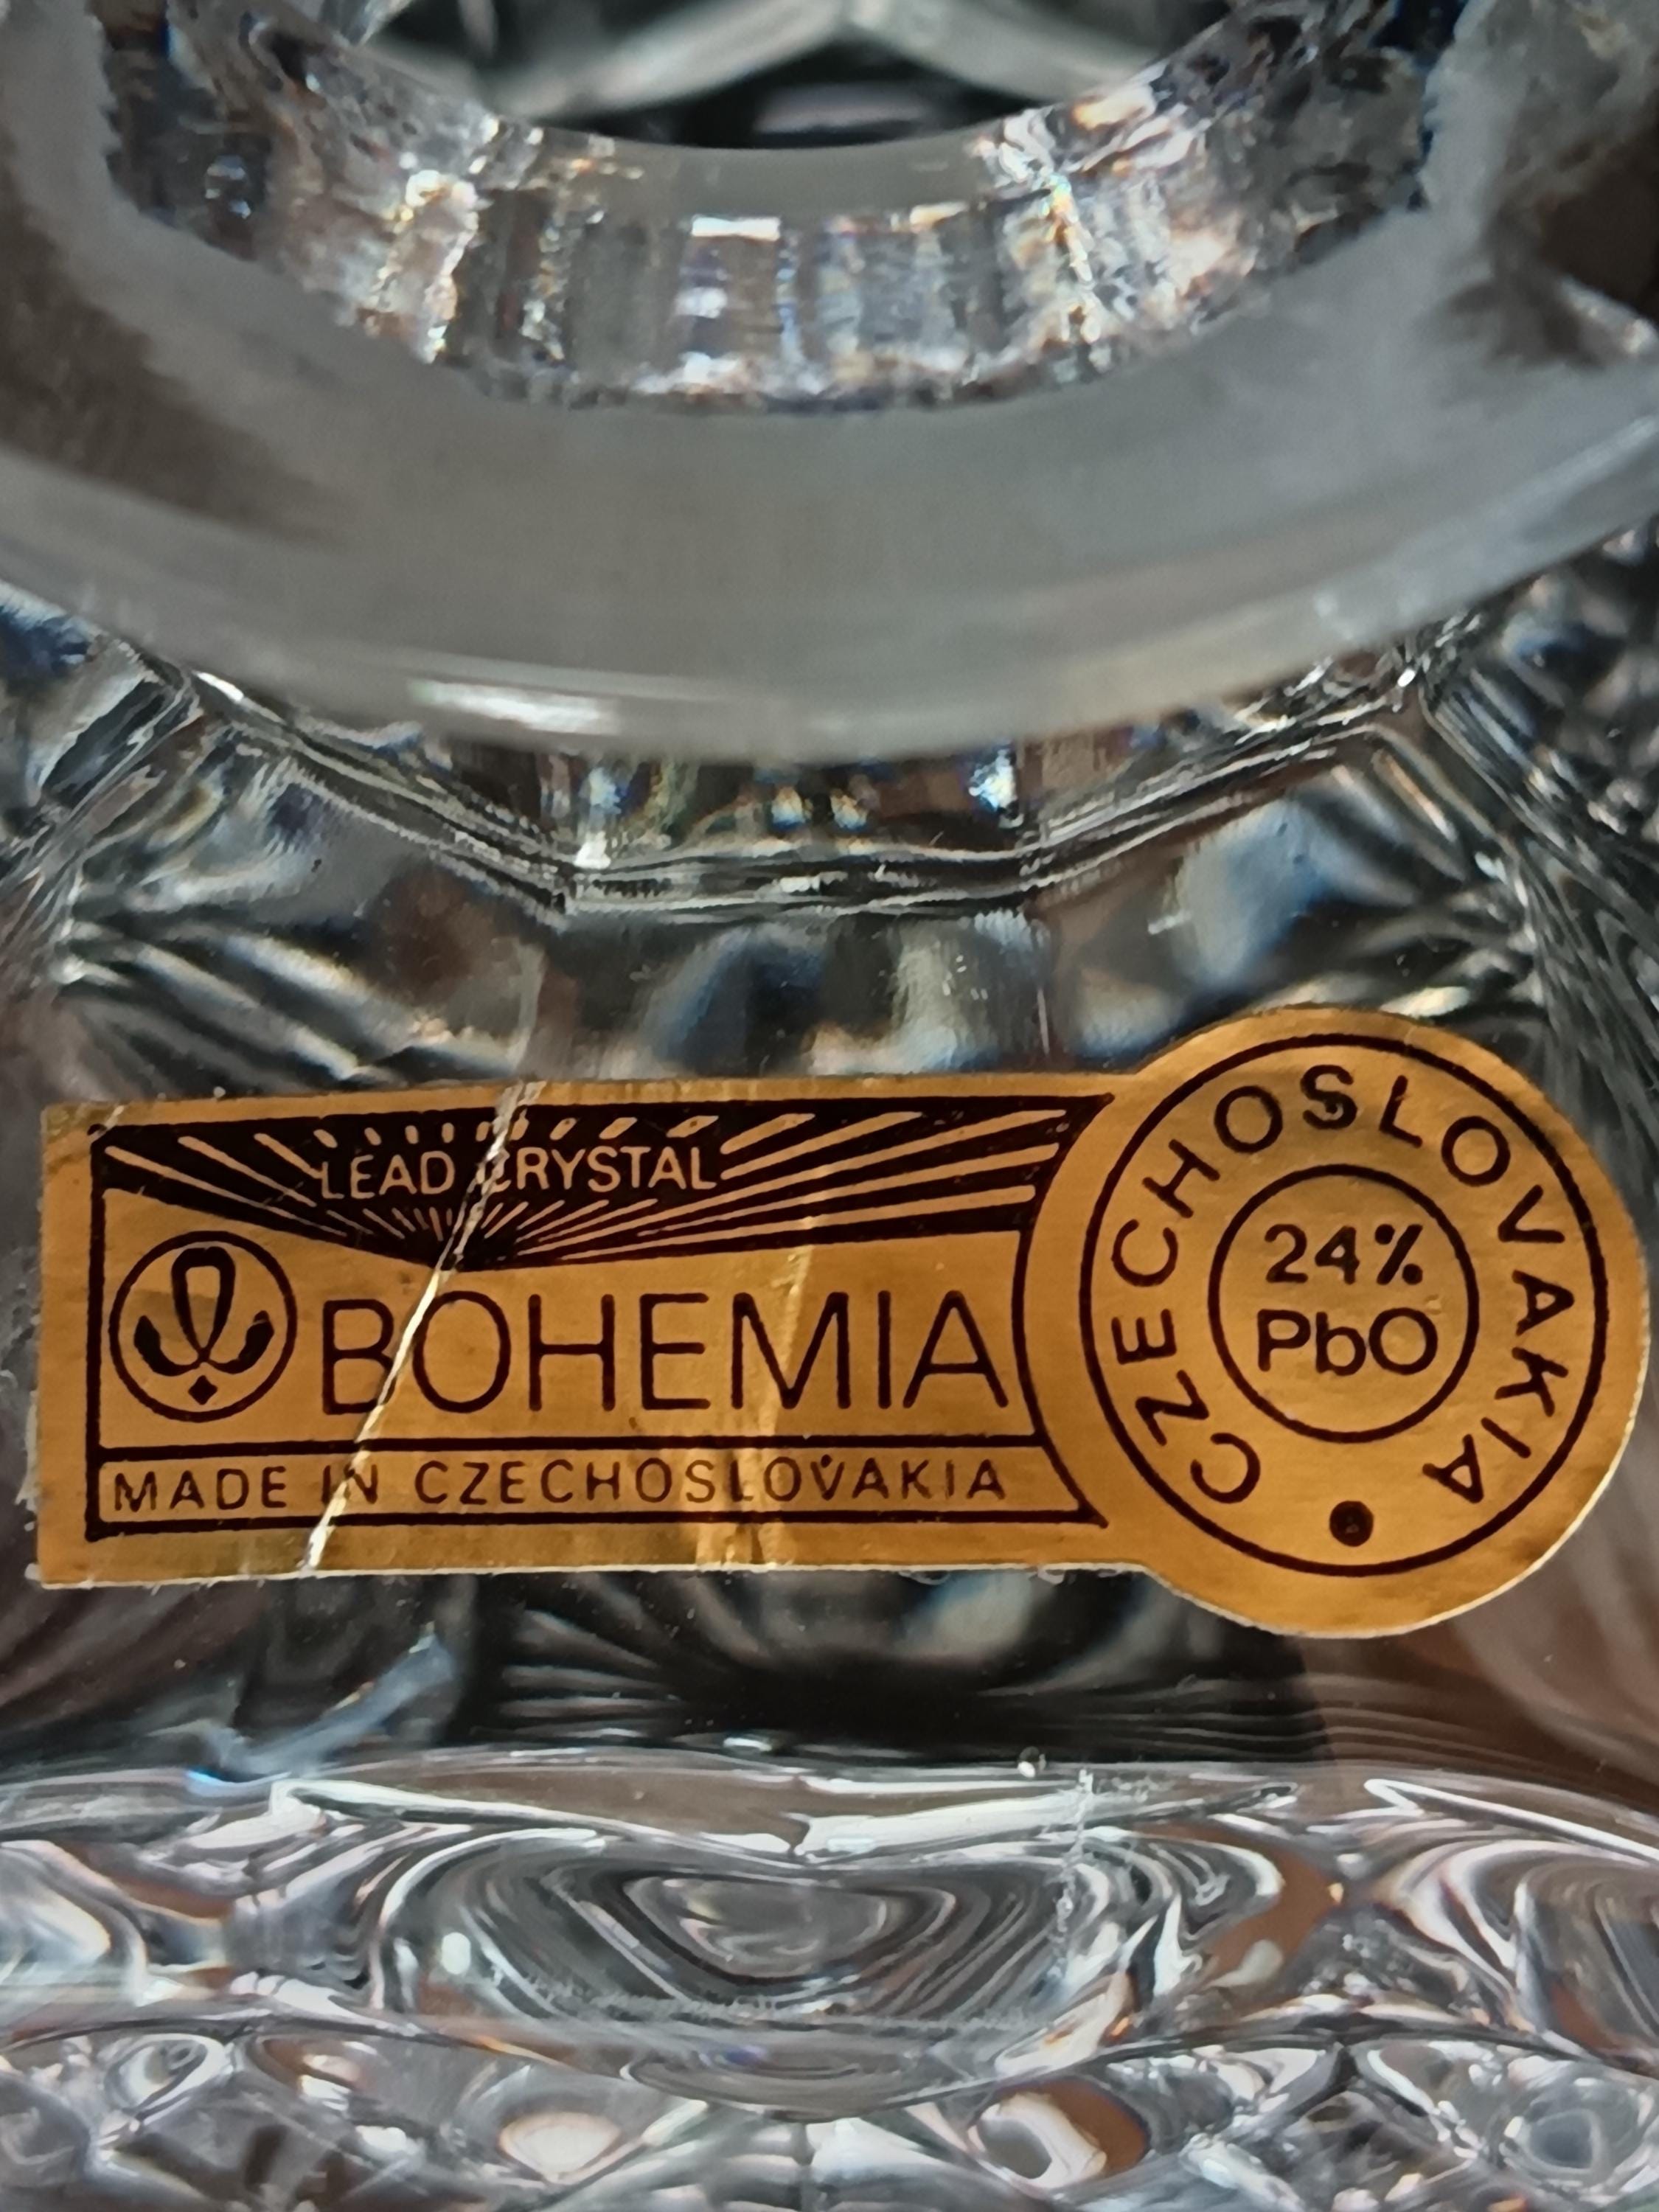 LEAD CRYSTAL
BOHEMIA
MADE IN CZECHOSLOVAKIA
CZECHOSLOVAKIA
24%
PbO